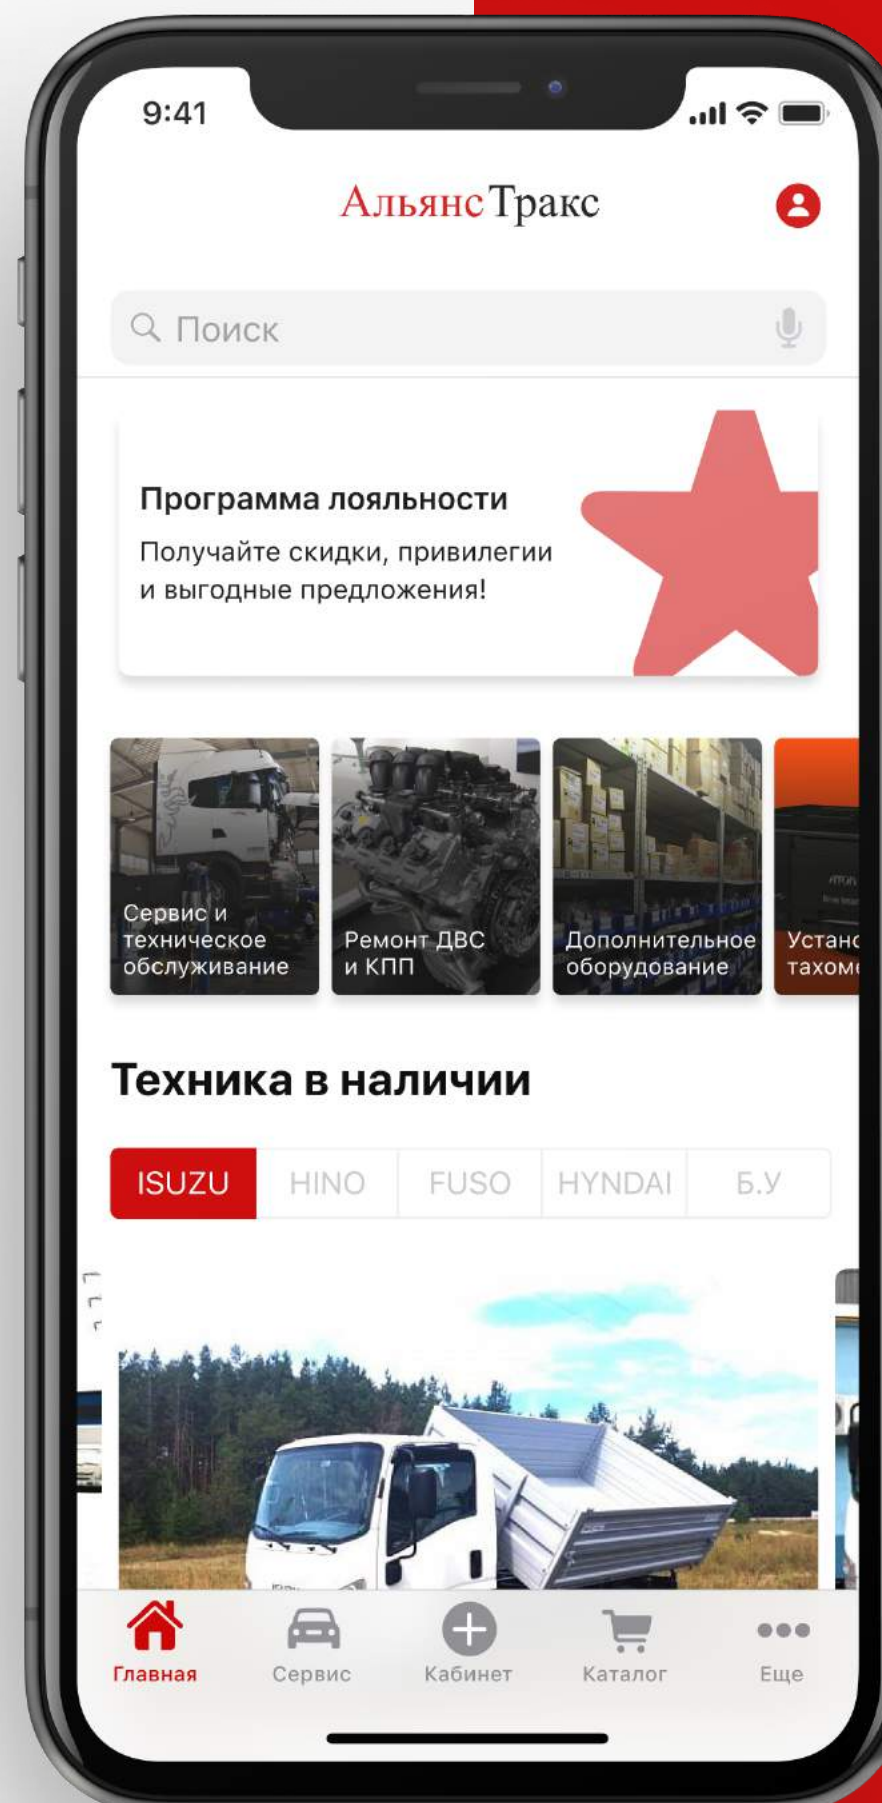 9:41
АльянсТракс
Поиск
Программа лояльности
Получайте скидки, привилегии
и выгодные предложения!
Сервис и
техническое
обслуживание
Ремонт ДВС
и КПП
Дополнительное
оборудование
Устано
тахоме
Техника в наличии
ISUZU
HINO
FUSO
HYNDAI
Б.У
Главная
Сервис
Кабинет
Каталог
Еще